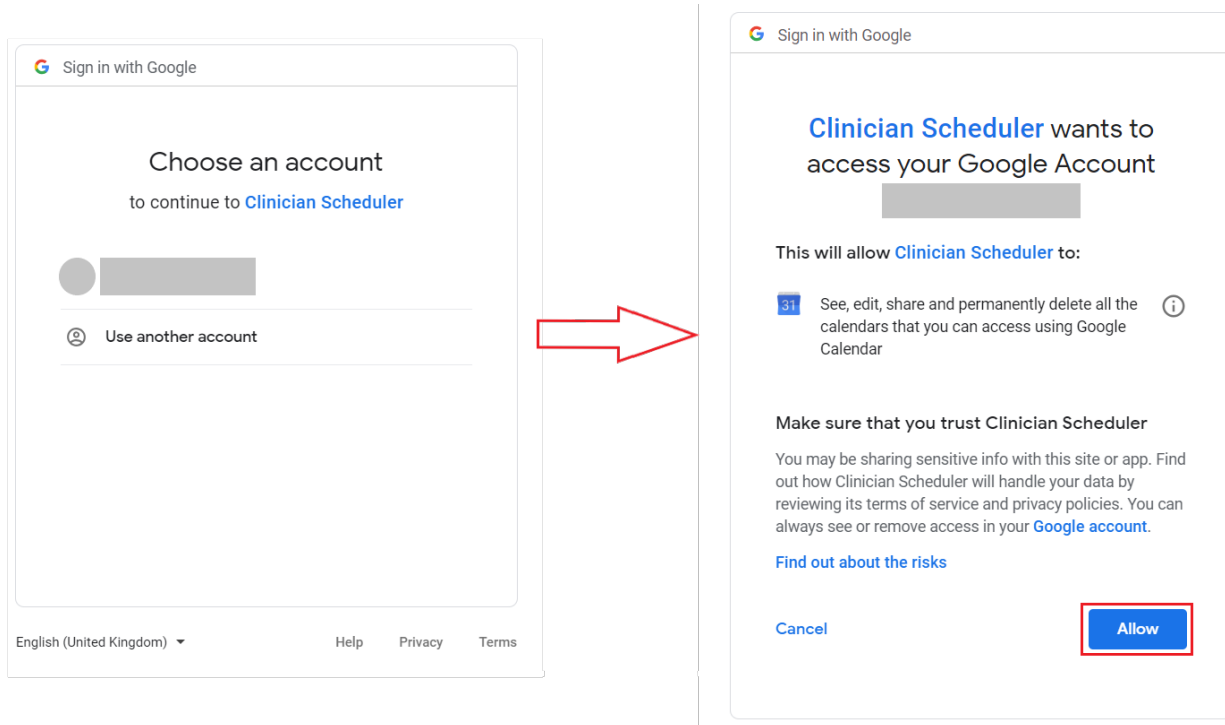 Sign in with Google
Choose an account
to continue to Clinician Scheduler
Use another account
English (United Kingdom)
Help Privacy Terms
Sign in with Google
Clinician Scheduler wants to
access your Google Account
This will allow Clinician Scheduler to:
31
See, edit, share and permanently delete all the
calendars that you can access using Google
Calendar
Make sure that you trust Clinician Scheduler
You may be sharing sensitive info with this site or app. Find
out how Clinician Scheduler will handle your data by
reviewing its terms of service and privacy policies. You can
always see or remove access in your Google account.
Find out about the risks
Cancel
Allow